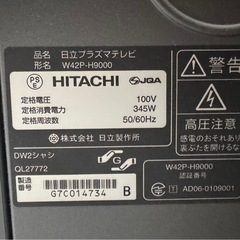 品名 日立プラズマテレビ
形名 W42P-H9000
PS
E
HITACHI
JQA
定格電圧 100V
定格消費電力 345W
定格周波数 50/60Hz
株式会社 日立製作所
DW2シャシ
QL27772
製造番号 G7C014734 B
警告
高圧注意
W42P-H9000
認証番号
T AD06-0109001